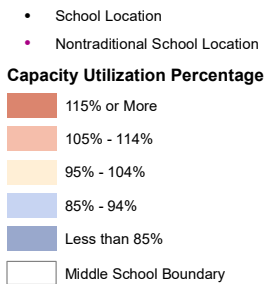 School Location
Nontraditional School Location
Capacity Utilization Percentage
115% or More
105% - 114%
95% - 104%
85% - 94%
Less than 85%
Middle School Boundary